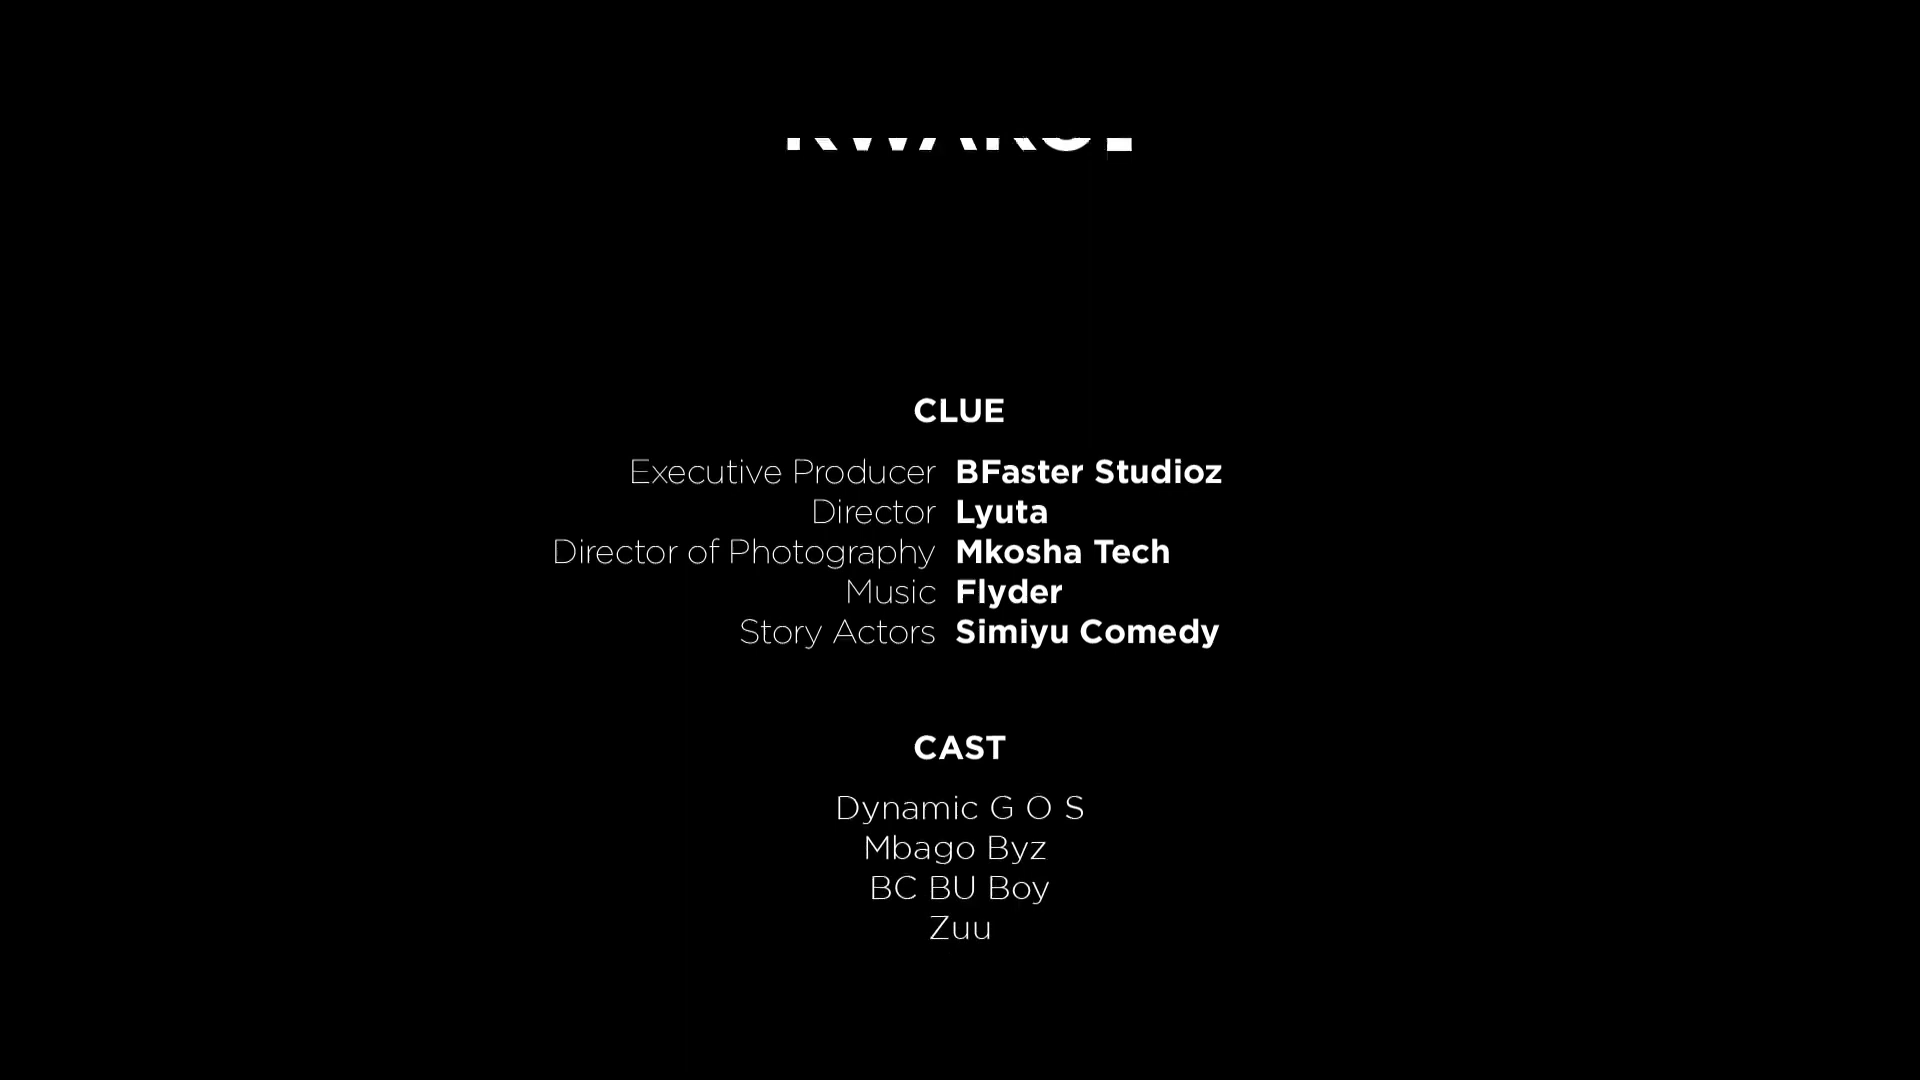 CLUE
Executive Producer BFaster Studioz
Director Lyuta
Director of Photography Mkosha Tech
Music Flyder
Story Actors Simiyu Comedy
CAST
Dynamic G O S
Mbago Byz
BC BU Boy
Zuu